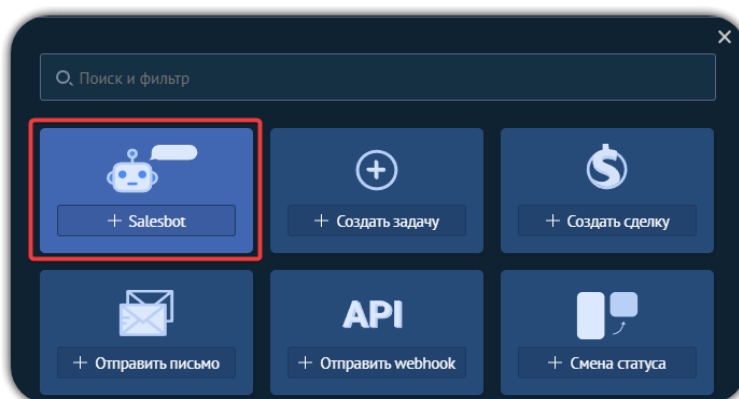 Поиск и фильтр
+ Salesbot
+ Создать задачу
+ Создать сделку
API
+ Отправить письмо
+ Отправить webhook
+ Смена статуса